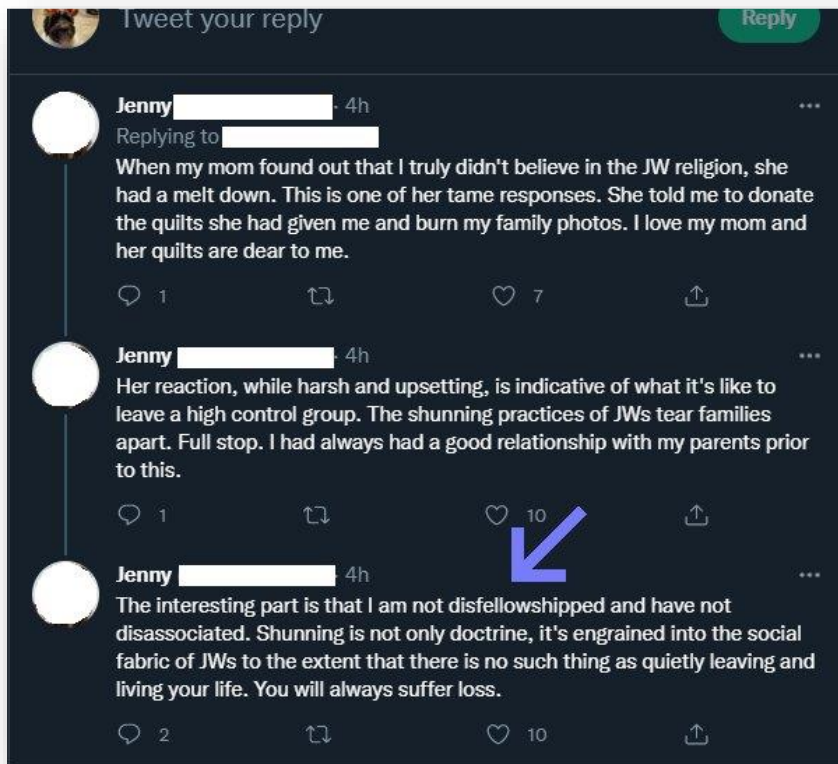 Tweet your reply
Reply
Jenny · 4h
Replying to
When my mom found out that I truly didn't believe in the JW religion, she
had a melt down. This is one of her tame responses. She told me to donate
the quilts she had given me and burn my family photos. I love my mom and
her quilts are dear to me.
1 7
Jenny · 4h
Her reaction, while harsh and upsetting, is indicative of what it's like to
leave a high control group. The shunning practices of JWs tear families
apart. Full stop. I had always had a good relationship with my parents prior
to this.
1 10
Jenny · 4h
The interesting part is that I am not disfellowshipped and have not
disassociated. Shunning is not only doctrine, it's engrained into the social
fabric of JWs to the extent that there is no such thing as quietly leaving and
living your life. You will always suffer loss.
2 10